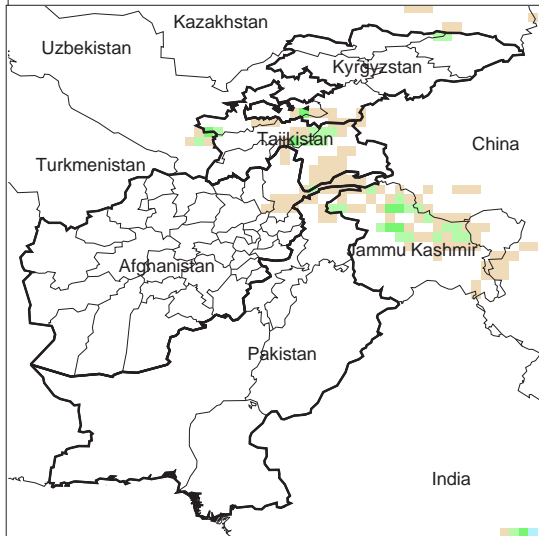 Kazakhstan
Uzbekistan
Kyrgyzstan
Tajikistan
China
Turkmenistan
Jammu Kashmir
Afghanistan
Pakistan
India